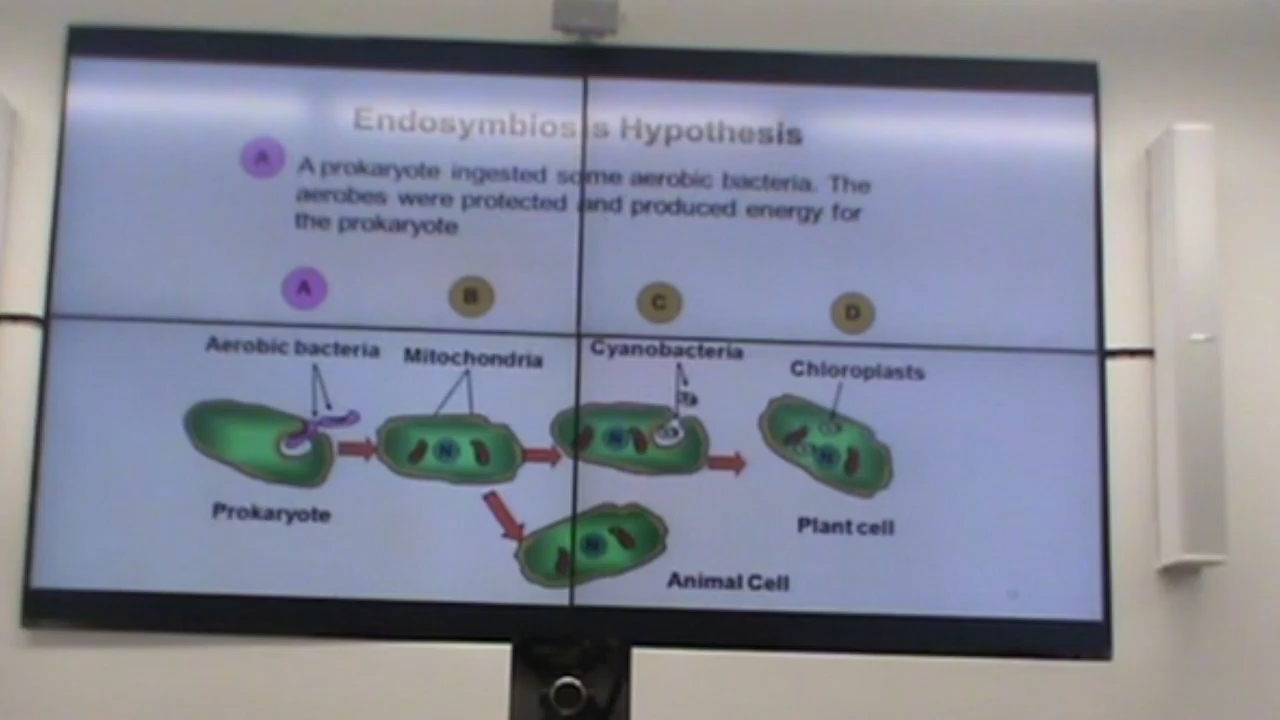 Endosymbiosis Hypothesis
A
A prokaryote ingested some aerobic bacteria. The
aerobes were protected and produced energy for
the prokaryote
A
B
C
D
Aerobic bacteria
Mitochondria
Cyanobacteria
Chloroplasts
N
N
N
N
Prokaryote
Plant cell
Animal Cell